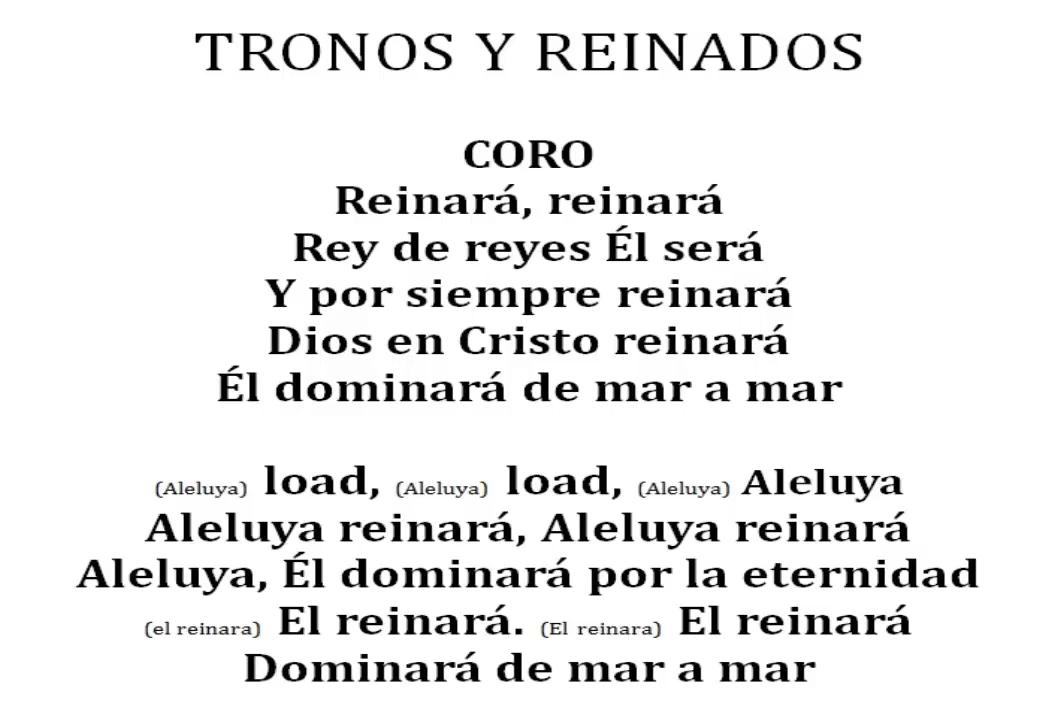 TRONOS Y REINADOS
CORO
Reinará, reinará
Rey de reyes Él será
Y por siempre reinará
Dios en Cristo reinará
Él dominará de mar a mar
(Aleluya) load, (Aleluya) load, (Aleluya) Aleluya
Aleluya reinará, Aleluya reinará
Aleluya, Él dominará por la eternidad
(el reinara) El reinará. (El reinara) El reinará
Dominará de mar a mar